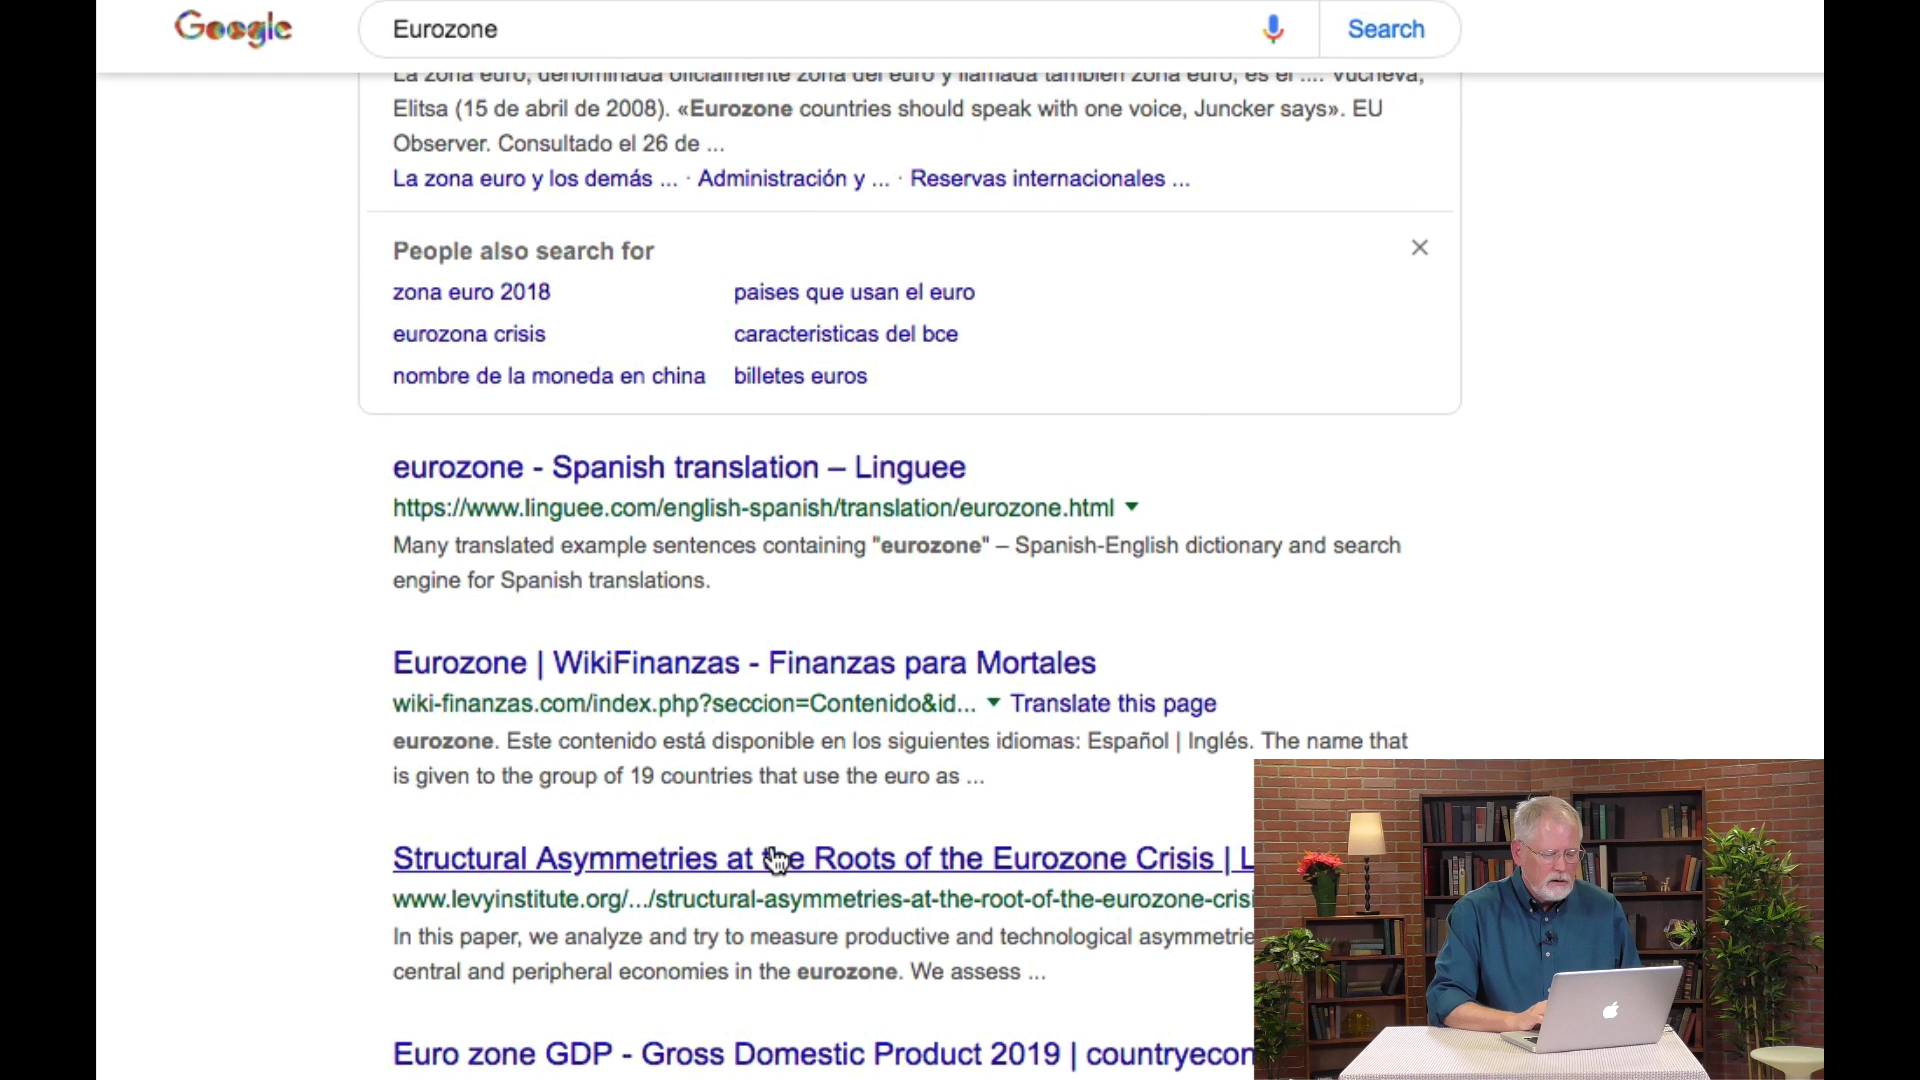 Google
Eurozone
Search
La zona euro, denominada oficialmente zona del euro y llamada también zona euro, es el .... Vucheva,
Elitsa (15 de abril de 2008). «Eurozone countries should speak with one voice, Juncker says». EU
Observer. Consultado el 26 de ...
La zona euro y los demás ... · Administración y ... · Reservas internacionales ...
People also search for
zona euro 2018 paises que usan el euro
eurozona crisis caracteristicas del bce
nombre de la moneda en china billetes euros
eurozone - Spanish translation – Linguee
https://www.linguee.com/english-spanish/translation/eurozone.html
Many translated example sentences containing "eurozone" – Spanish-English dictionary and search
engine for Spanish translations.
Eurozone | WikiFinanzas - Finanzas para Mortales
wiki-finanzas.com/index.php?seccion=Contenido&id... Translate this page
eurozone. Este contenido está disponible en los siguientes idiomas: Español | Inglés. The name that
is given to the group of 19 countries that use the euro as ...
Structural Asymmetries at the Roots of the Eurozone Crisis | L
www.levyinstitute.org/.../structural-asymmetries-at-the-root-of-the-eurozone-crisi
In this paper, we analyze and try to measure productive and technological asymmetrie
central and peripheral economies in the eurozone. We assess ...
Euro zone GDP - Gross Domestic Product 2019 | countryecon